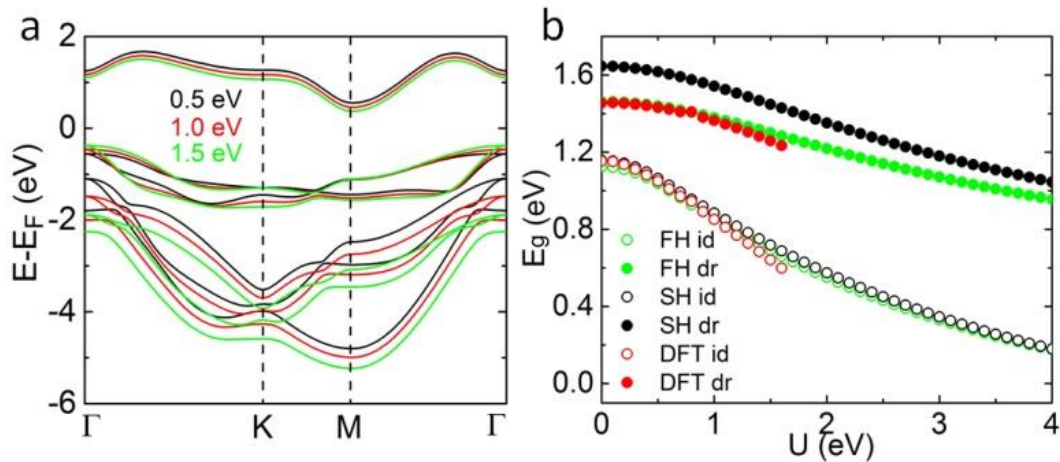 a
2
0
-2
-4
-6
E-E_F (eV)
0.5 eV
1.0 eV
1.5 eV
Γ
K
M
Γ
b
1.6
1.2
0.8
0.4
0.0
E_g (eV)
FH id
FH dr
SH id
SH dr
DFT id
DFT dr
0
1
2
3
4
U (eV)